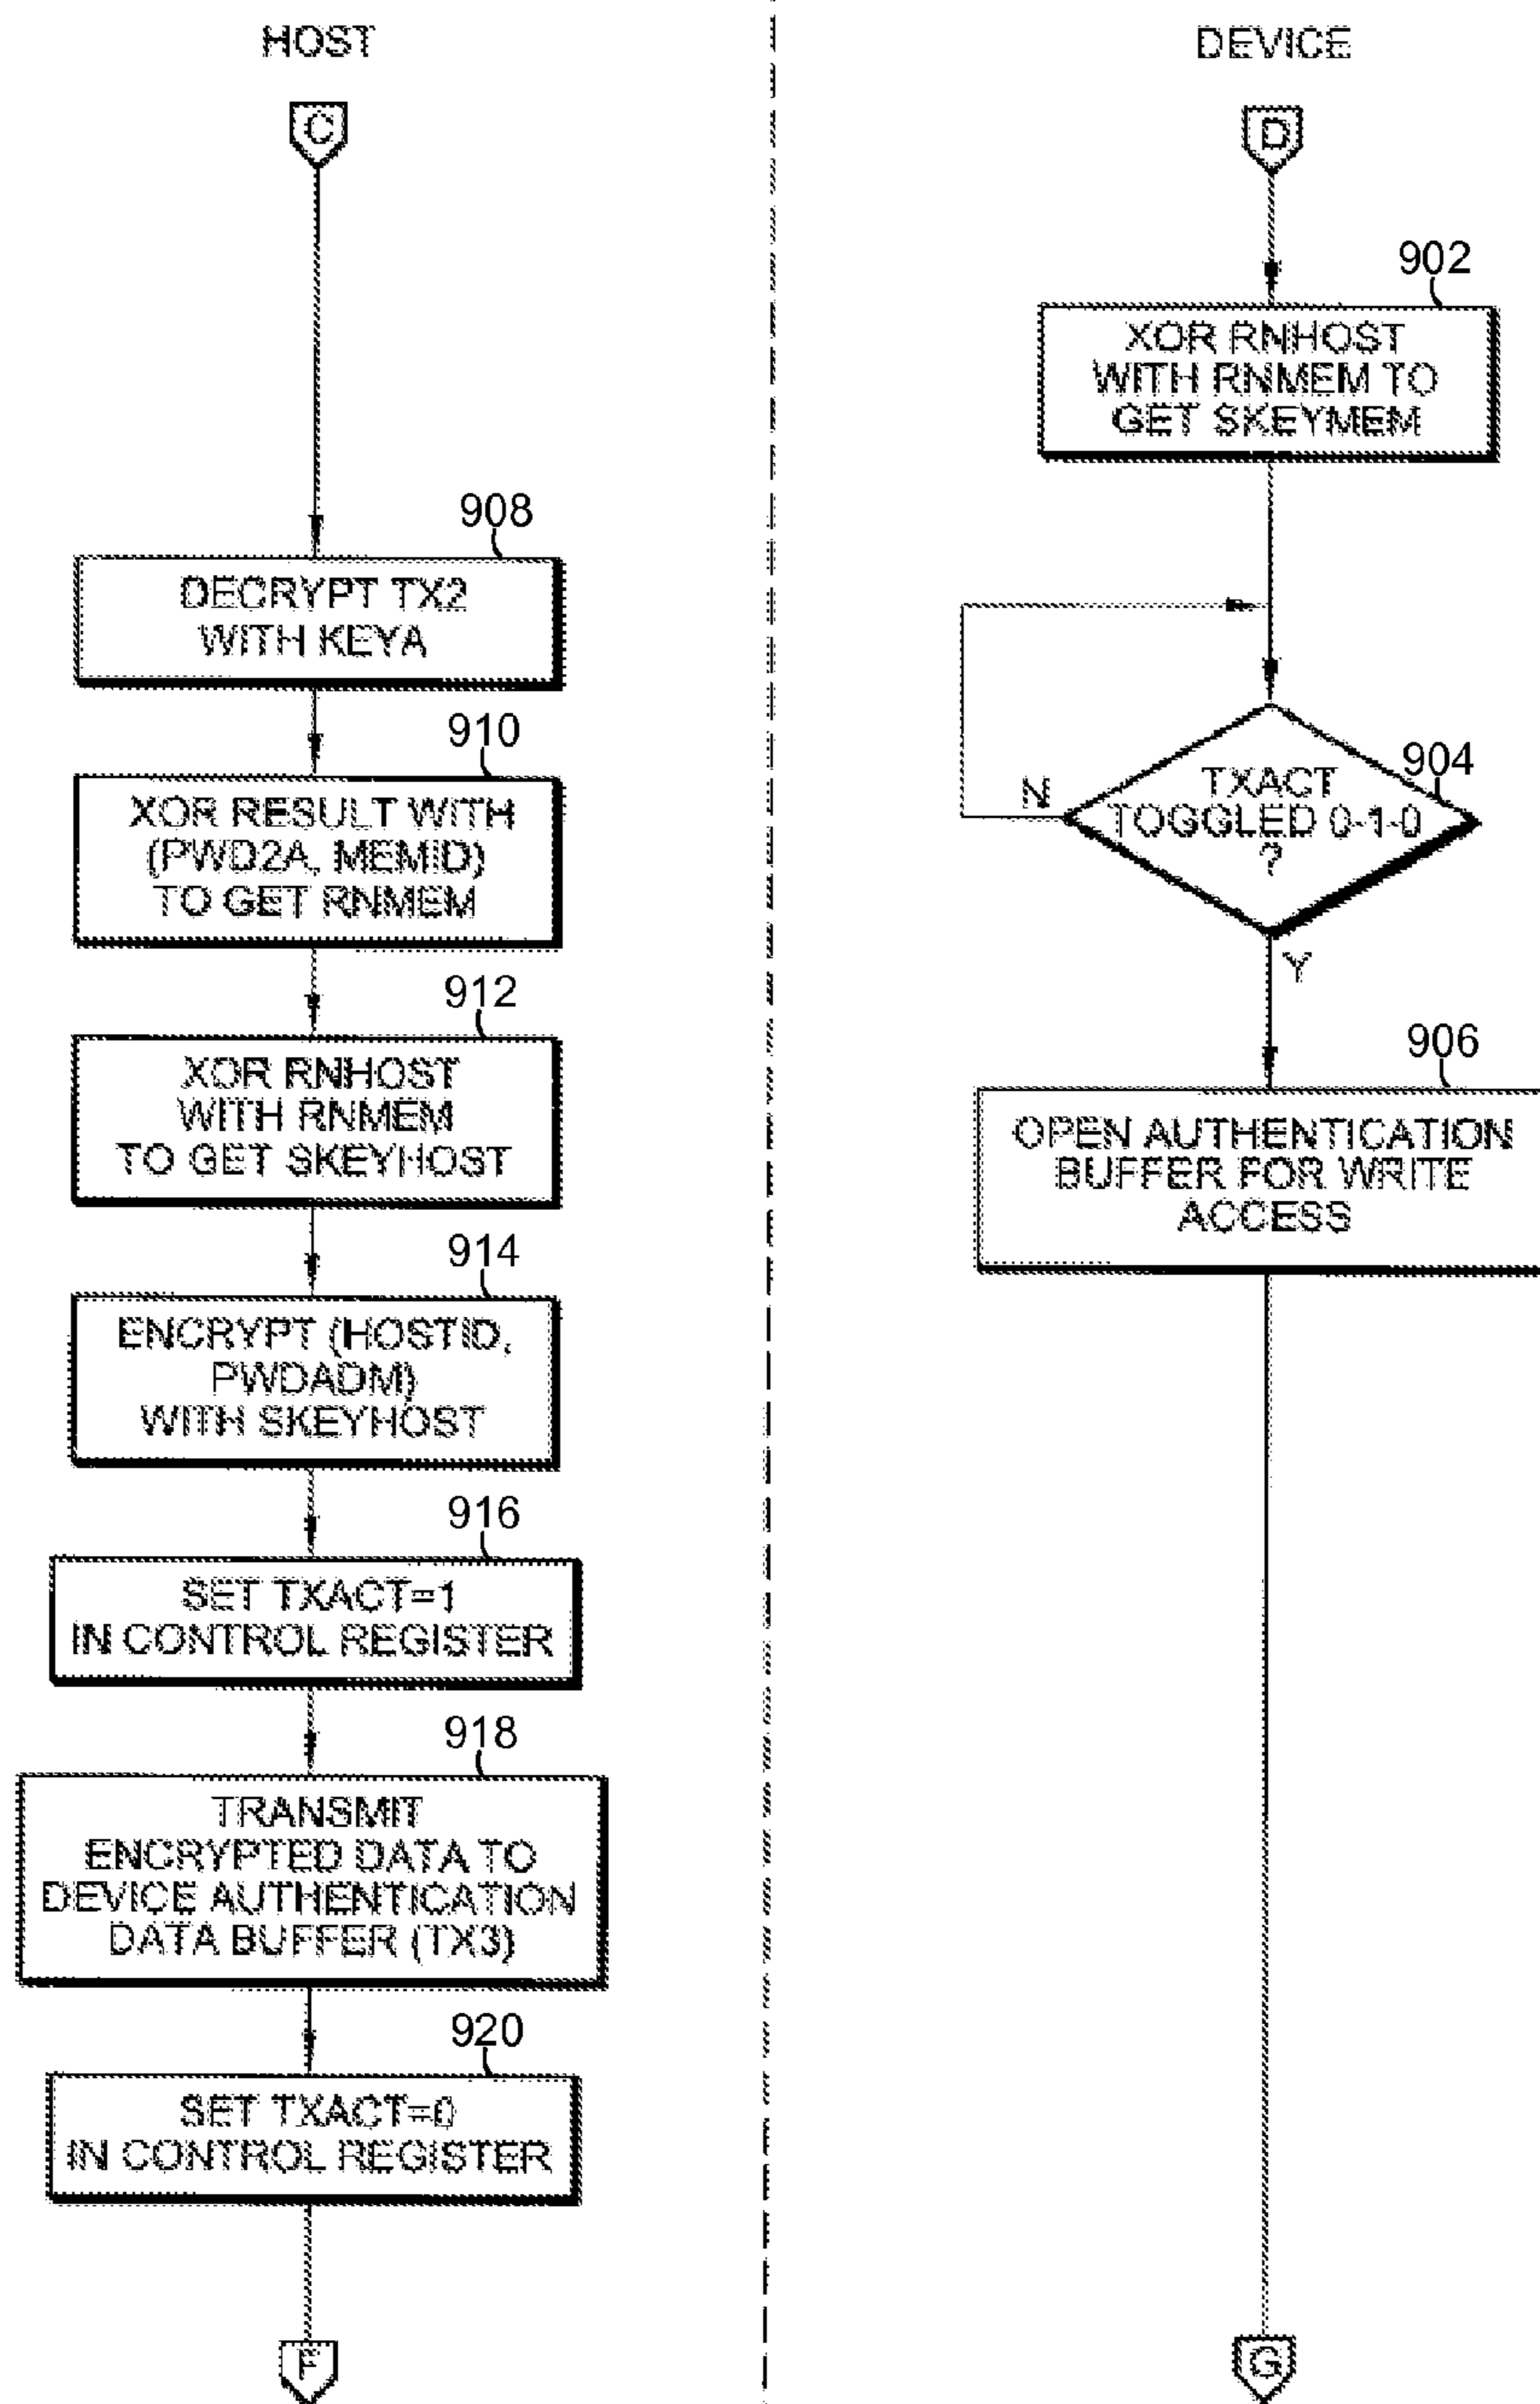 HOST
C
908
DECRYPT TX2
WITH KEYA
910
XOR RESULT WITH
(PWD2A, MEMID)
TO GET RNMEM
912
XOR RNHOST
WITH RNMEM
TO GET SKEYHOST
914
ENCRYPT (HOSTID,
PWDADM)
WITH SKEYHOST
916
SET TXACT=1
IN CONTROL REGISTER
918
TRANSMIT
ENCRYPTED DATA TO
DEVICE AUTHENTICATION
DATA BUFFER (TX3)
920
SET TXACT=0
IN CONTROL REGISTER
F
DEVICE
D
902
XOR RNHOST
WITH RNMEM TO
GET SKEYMEM
904
TXACT
TOGGLED 0-1-0
?
N
Y
906
OPEN AUTHENTICATION
BUFFER FOR WRITE
ACCESS
G